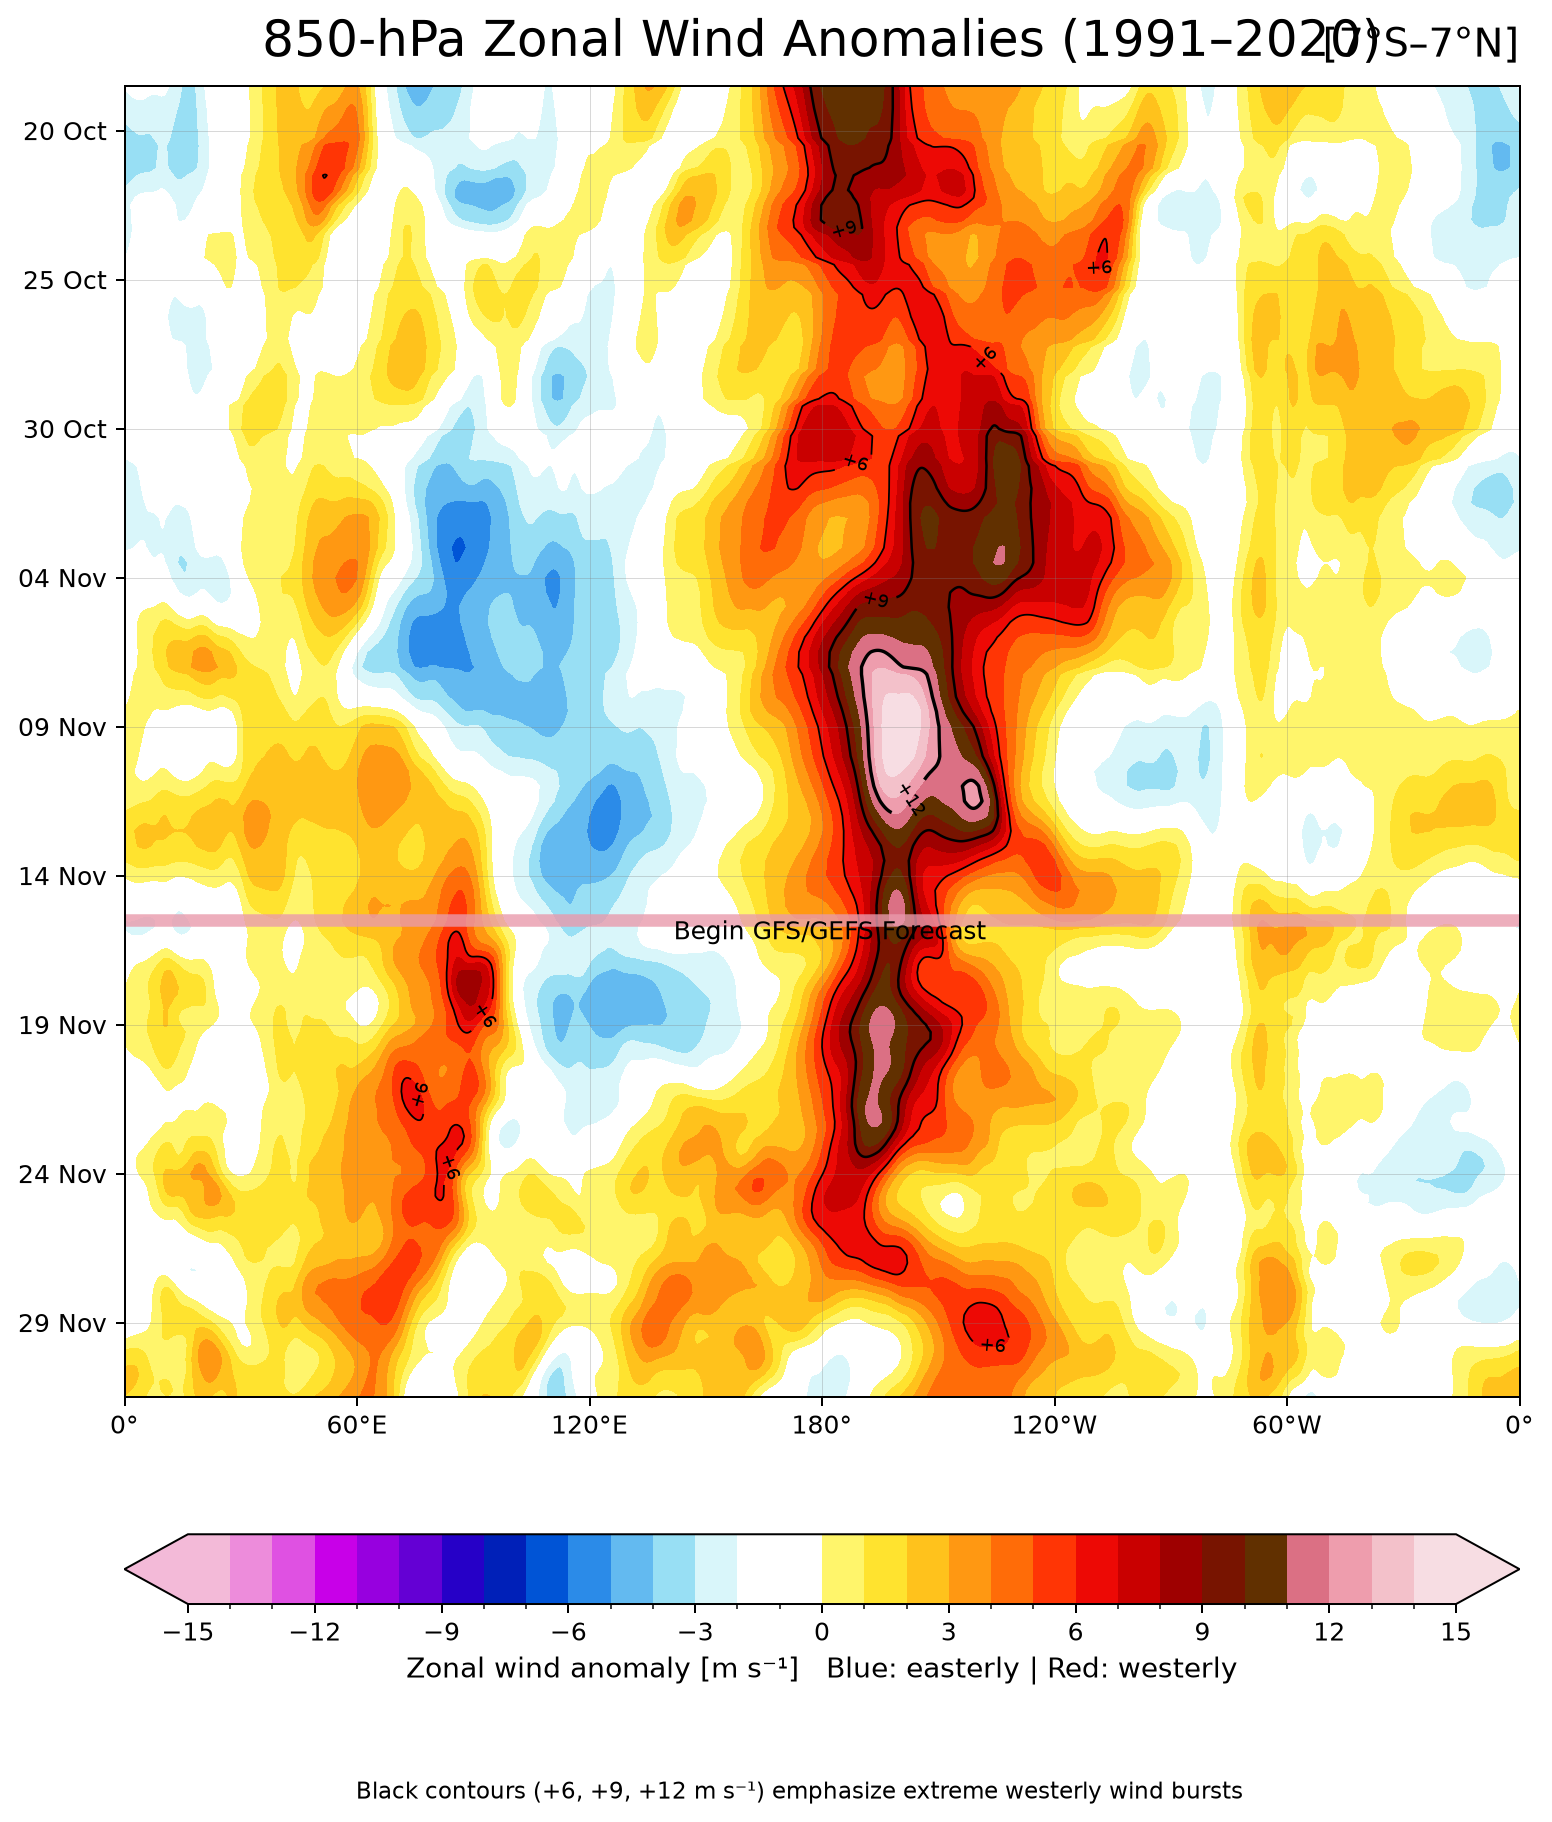 850-hPa Zonal Wind Anomalies (1991–2020)
[7°S–7°N]
20 Oct
25 Oct
30 Oct
04 Nov
09 Nov
14 Nov
19 Nov
24 Nov
29 Nov
+9
+6
+6
+6
+9
+12
Begin GFS/GEFS Forecast
+6
+6
+6
+6
0° 60°E 120°E 180° 120°W 60°W 0°
−15 −12 −9 −6 −3 0 3 6 9 12 15
Zonal wind anomaly [m s⁻¹] Blue: easterly | Red: westerly
Black contours (+6, +9, +12 m s⁻¹) emphasize extreme westerly wind bursts